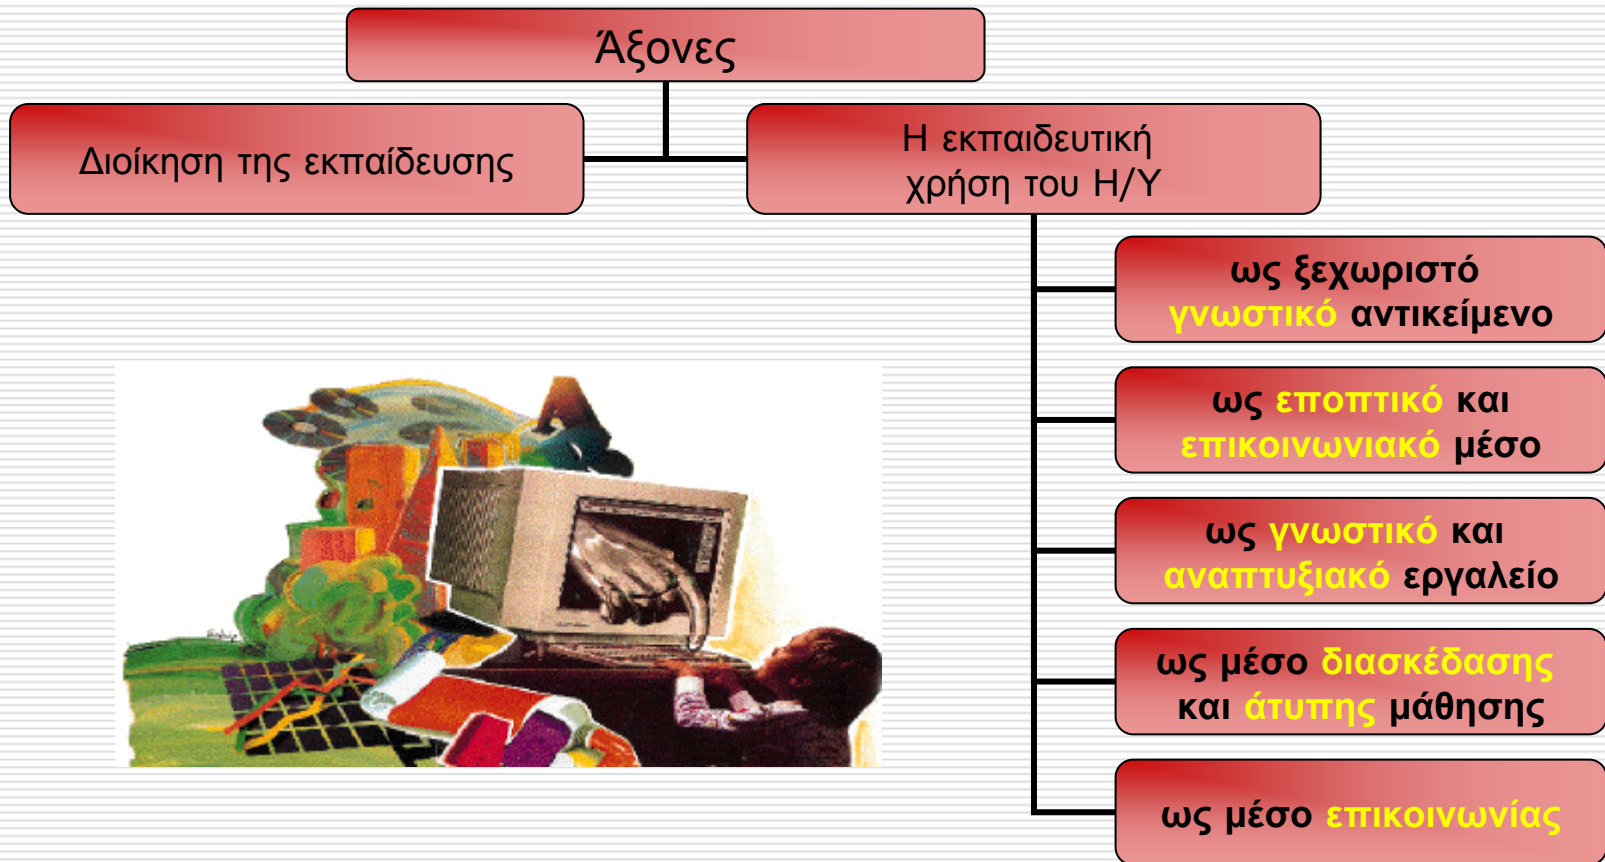 Άξονες
Διοίκηση της εκπαίδευσης
Η εκπαιδευτική
χρήση του Η/Υ
ως ξεχωριστό
γνωστικό αντικείμενο
ως εποπτικό και
επικοινωνιακό μέσο
ως γνωστικό και
αναπτυξιακό εργαλείο
ως μέσο διασκέδασης
και άτυπης μάθησης
ως μέσο επικοινωνίας